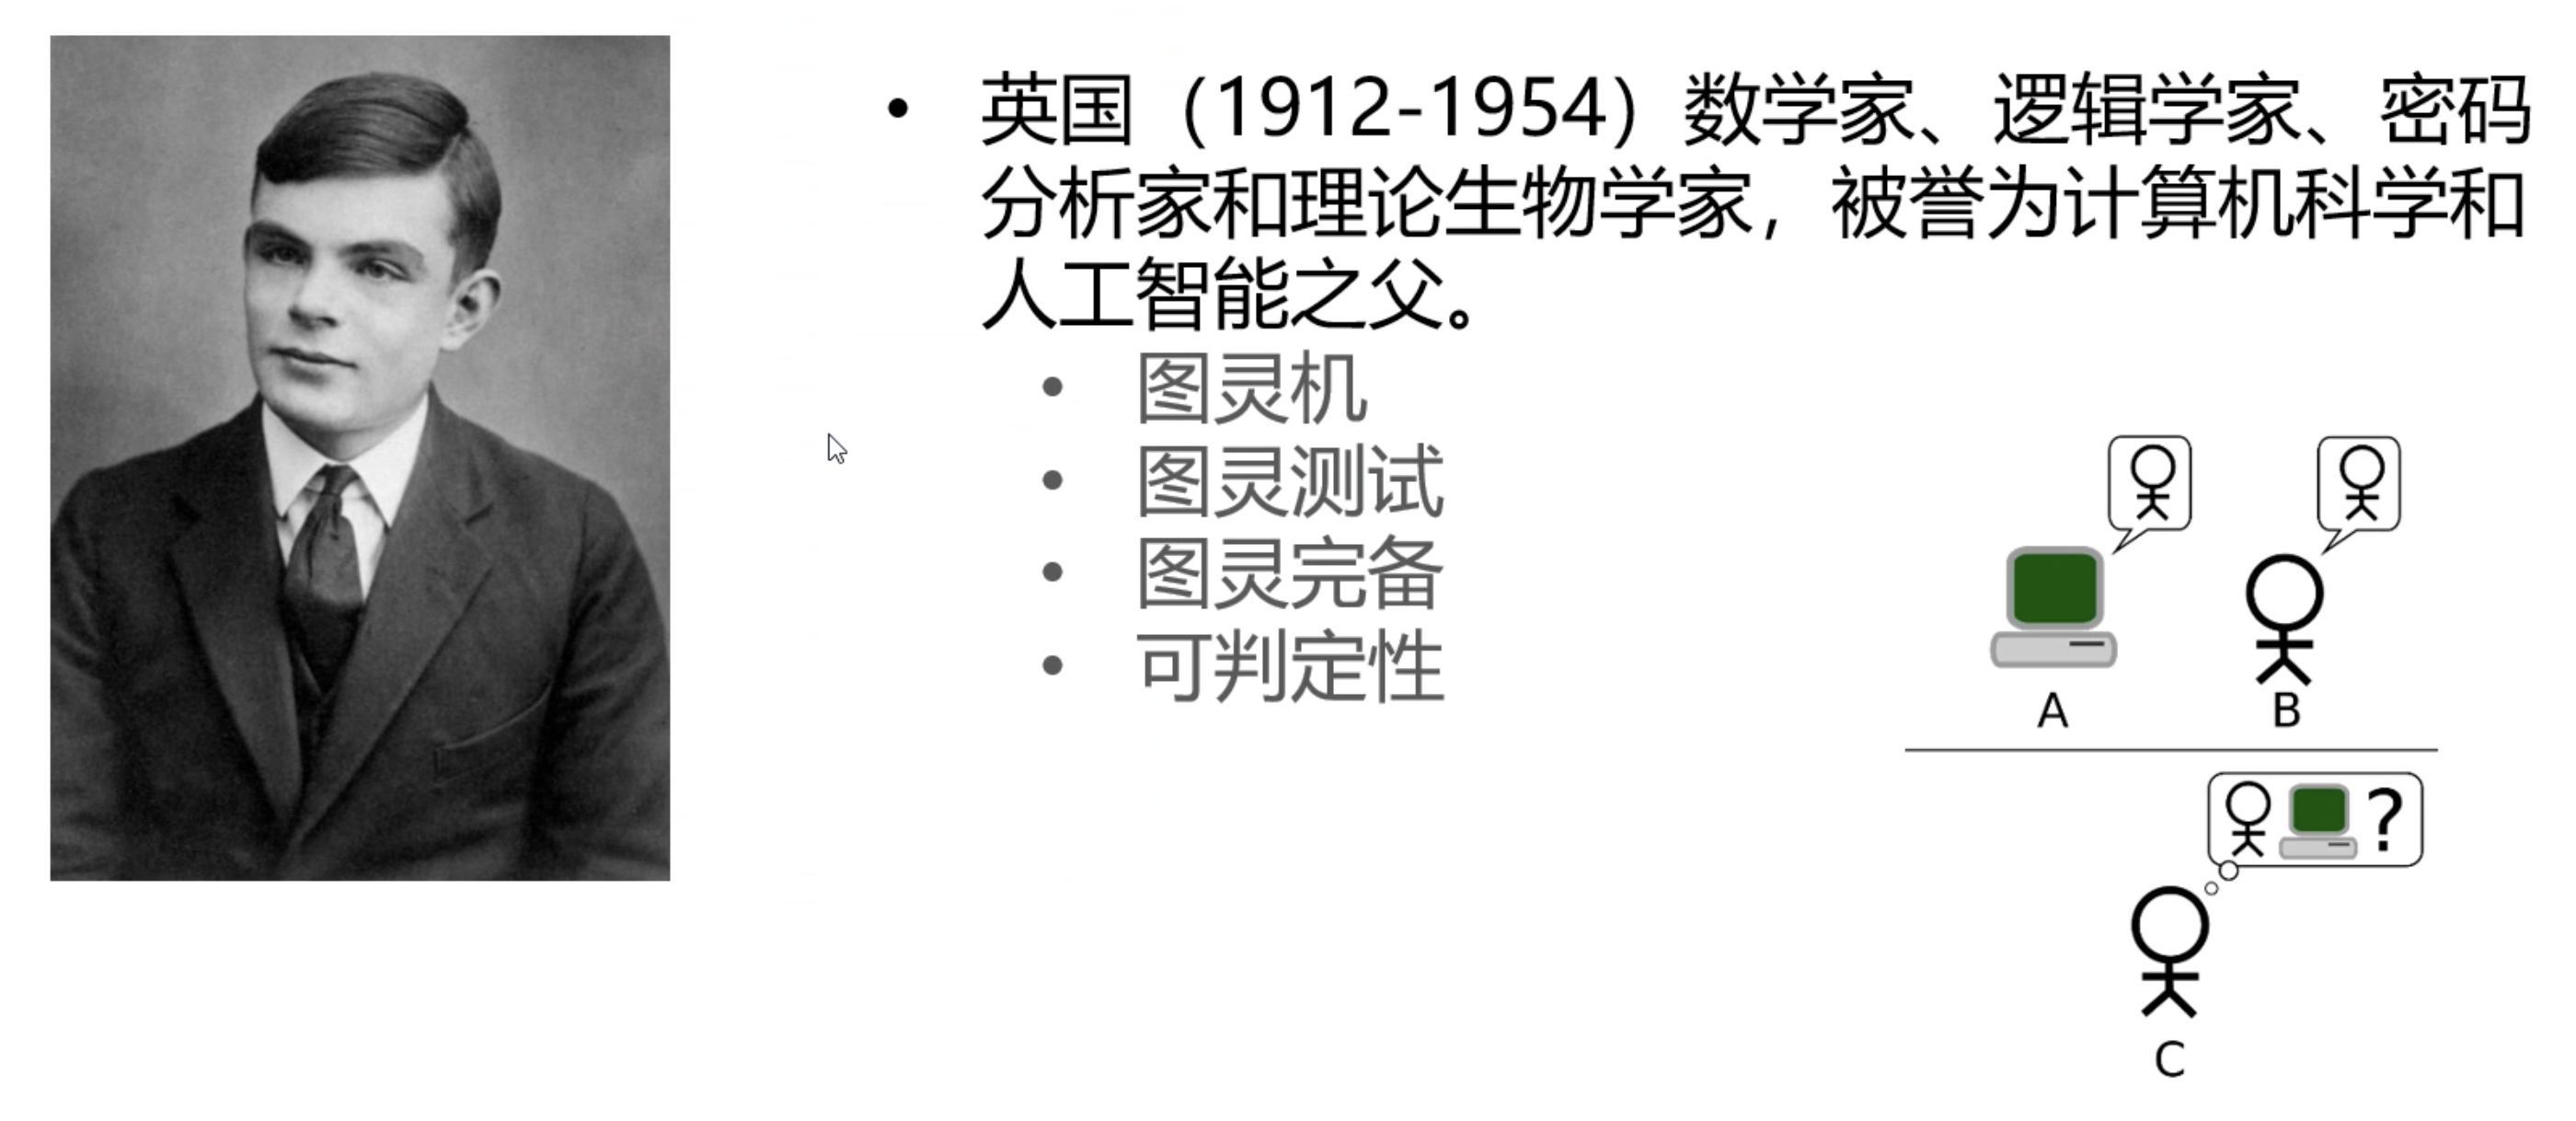 • 英国（1912-1954）数学家、逻辑学家、密码
分析家和理论生物学家，被誉为计算机科学和
人工智能之父。
• 图灵机
• 图灵测试
• 图灵完备
• 可判定性
A
B
?
C